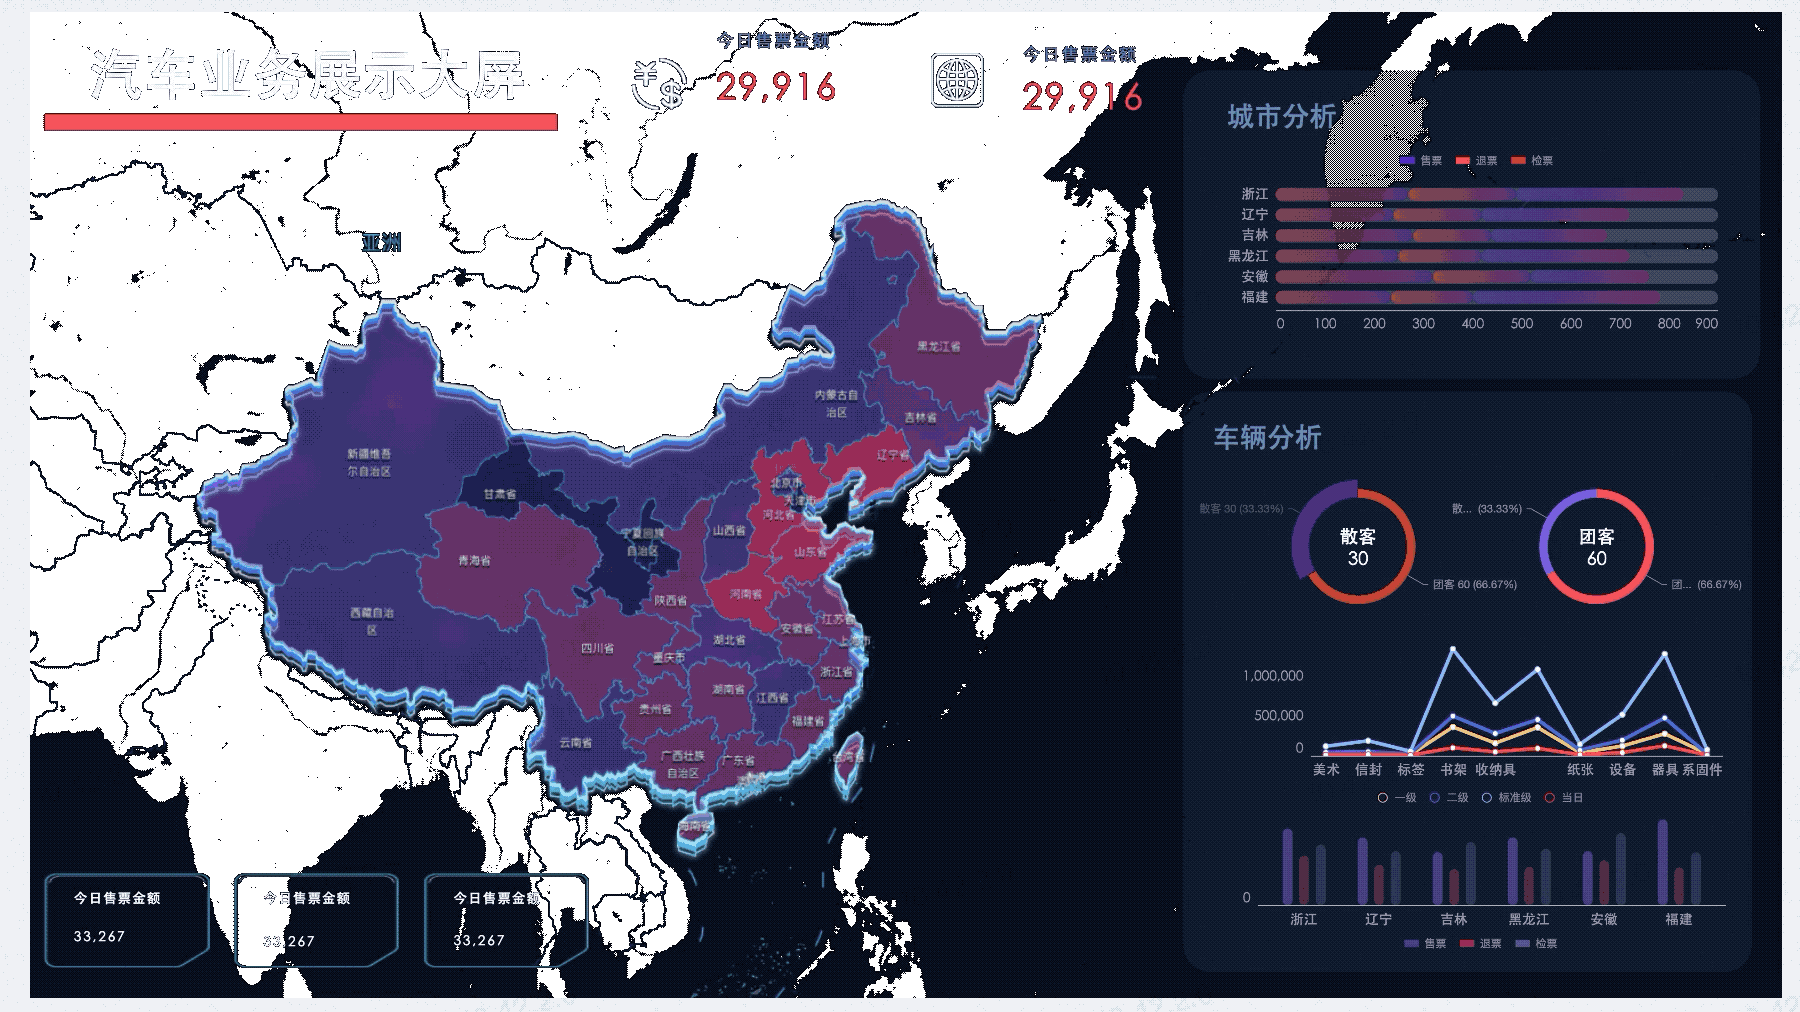 汽车业务展示大屏
今日售票金额
29,916
今日售票金额
29,916
亚洲
黑龙江省
内蒙古自
治区
吉林省
新疆维吾
尔自治区
辽宁省
北京市
天津市
甘肃省
河北省
宁夏回族
自治区
山西省
山东省
青海省
河南省
陕西省
西藏自治
区
江苏省
安徽省
上海市
湖北省
四川省
重庆市
浙江省
湖南省
江西省
贵州省
福建省
云南省
广西壮族
自治区
广东省
台湾省
海南省
今日售票金额
33,267
今日售票金额
33,267
今日售票金额
33,267
城市分析
售票 退票 检票
浙江
辽宁
吉林
黑龙江
安徽
福建
0 100 200 300 400 500 600 700 800 900
车辆分析
散客 30 (33.33%)
散客
30
团客 60 (66.67%)
散... (33.33%)
团客
60
团... (66.67%)
1,000,000
500,000
0
美术 信封 标签 书架 收纳具 纸张 设备 器具 系固件
一级 二级 标准级 当日
0
浙江 辽宁 吉林 黑龙江 安徽 福建
售票 退票 检票